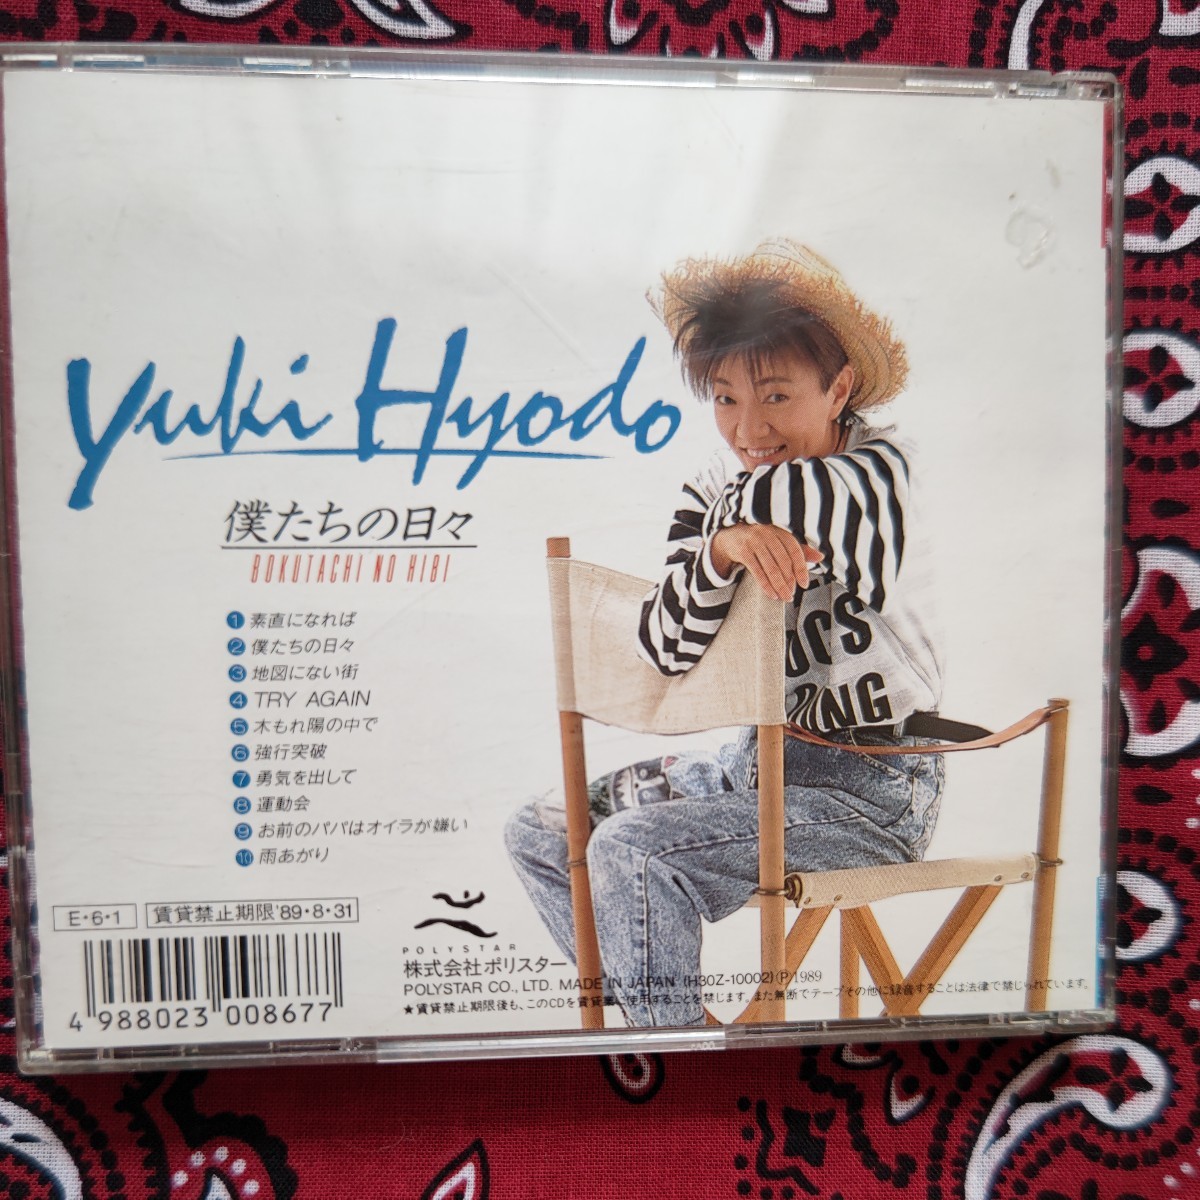 Yuki Hyodo
僕たちの日々
BOKUTACHI NO HIBI
1 素直になれば
2 僕たちの日々
3 地図にない街
4 TRY AGAIN
5 木もれ陽の中で
6 強行突破
7 勇気を出して
8 運動会
9 お前のパパはオイラが嫌い
10 雨あがり
E・6・1 賃貸禁止期限'89・8・31
4 988023 008677
POLYSTAR
株式会社ポリスター
POLYSTAR CO., LTD. MADE IN JAPAN (H30Z-10002) Ⓟ1989
★賃貸禁止期限後も、このCDを賃貸業に使用することを禁じます。また無断でテープその他に録音することは法律で禁じられています。
OCS
ONG